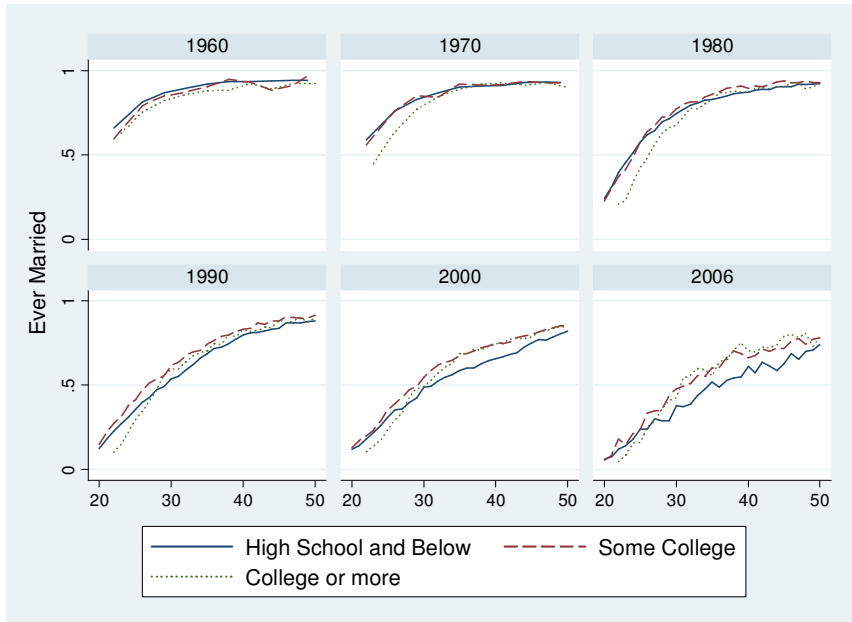 1960 1970 1980
1
.5
0
Ever Married
1990 2000 2006
1
.5
0
20 30 40 50 20 30 40 50 20 30 40 50
High School and Below Some College
College or more